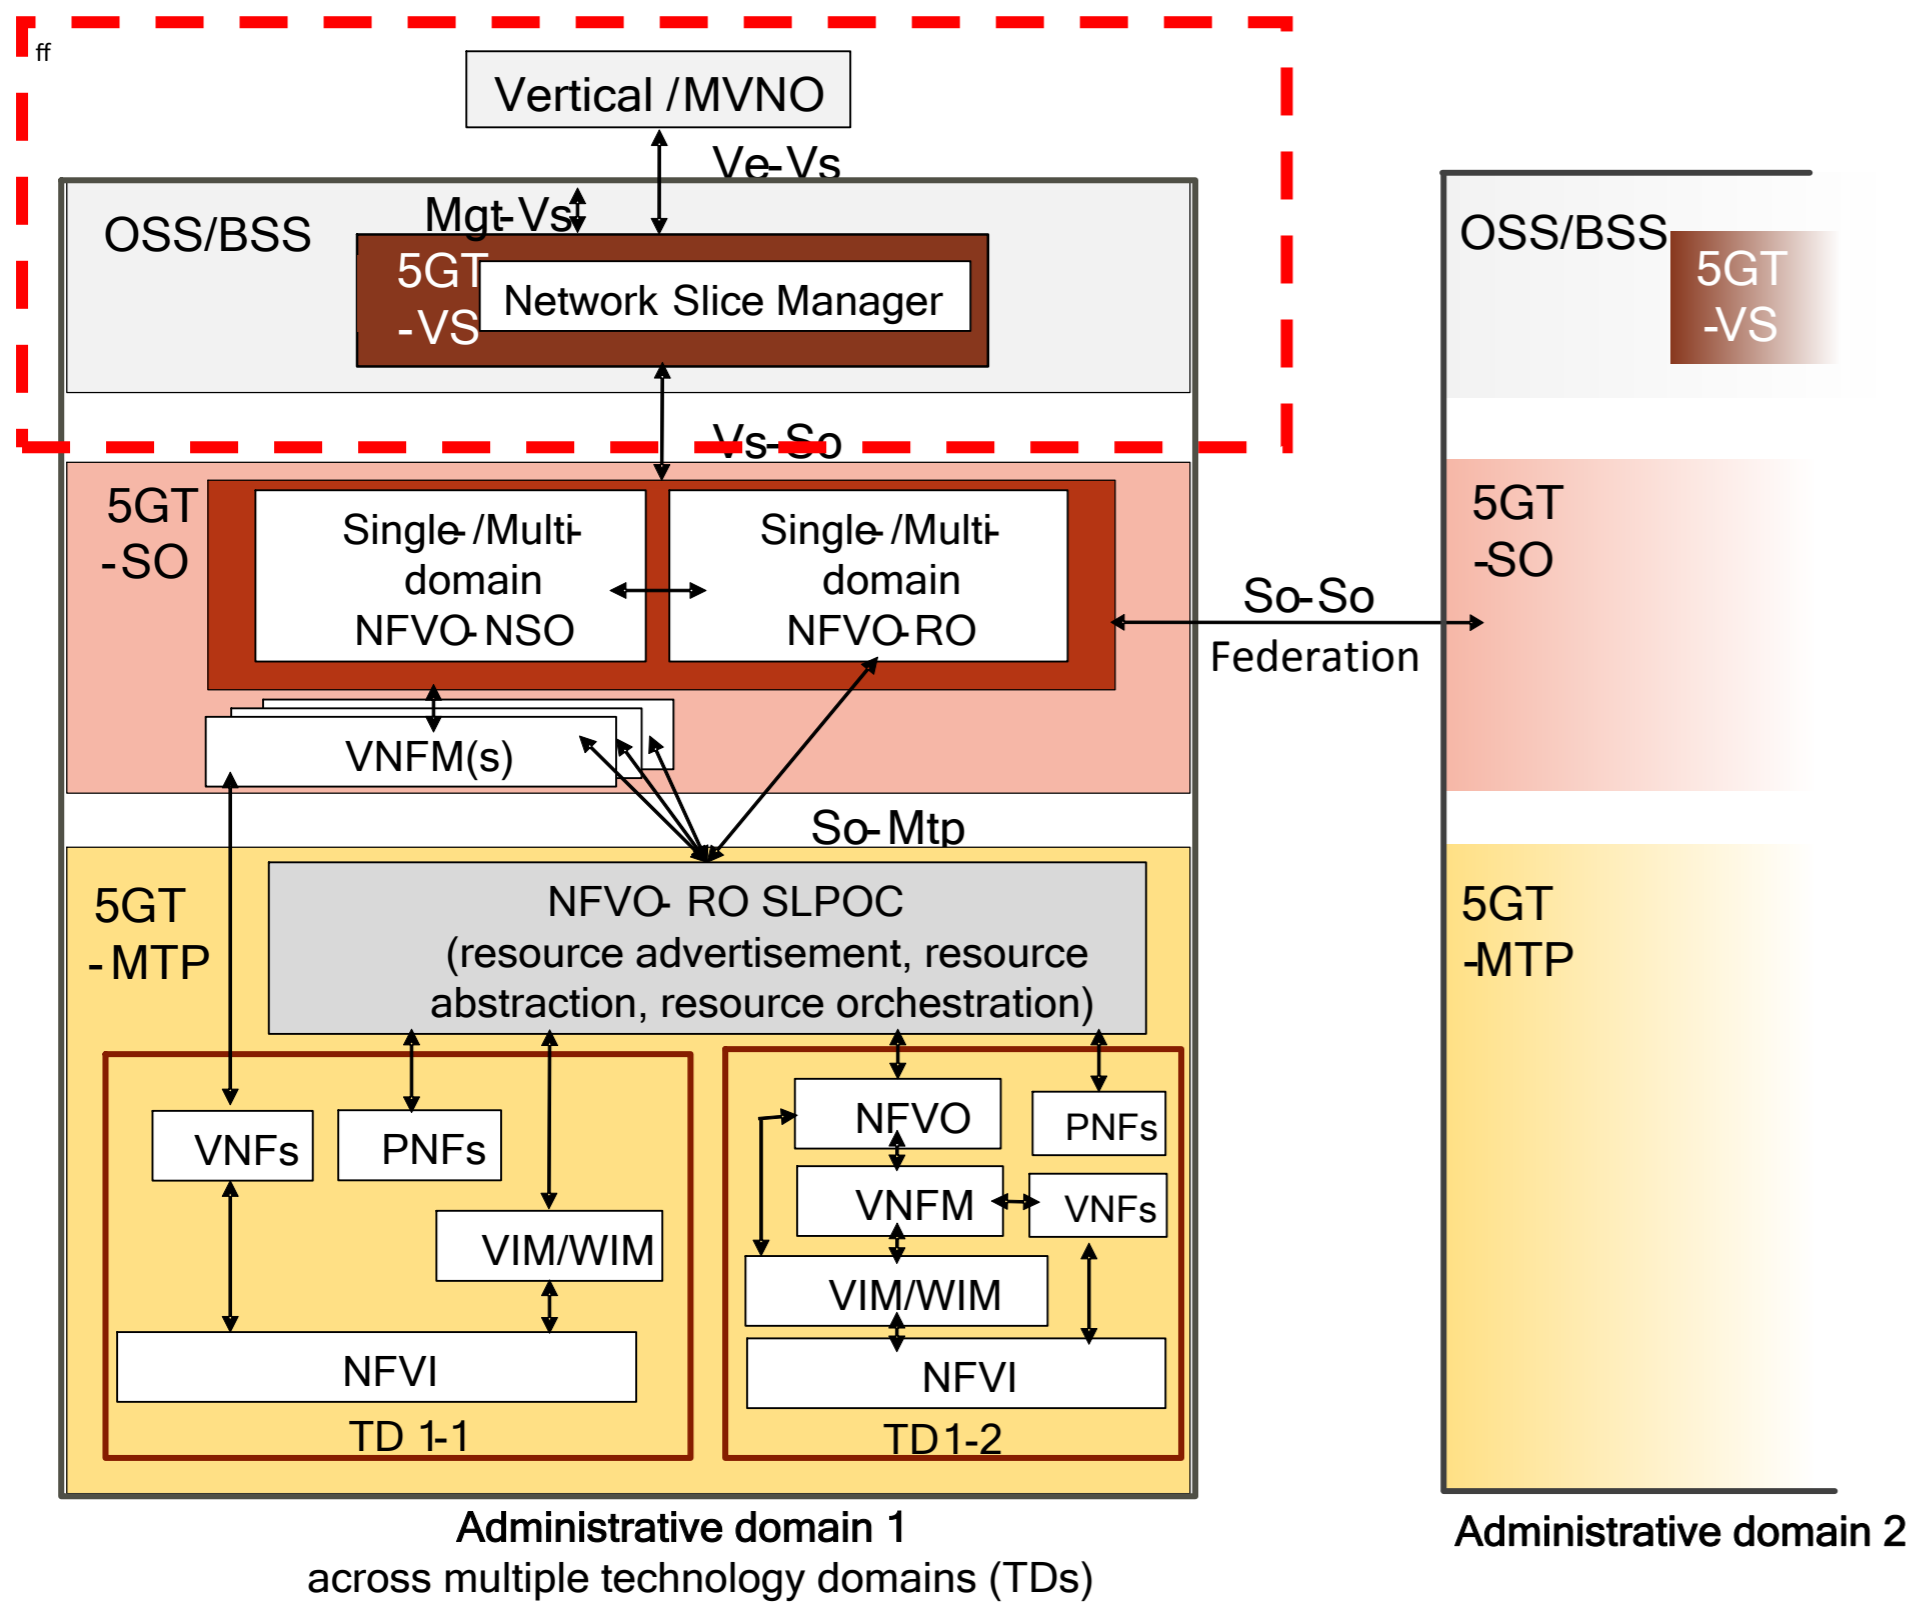 ff
Vertical /MVNO
Ve-Vs
Mgt-Vs
OSS/BSS
5GT
-VS
Network Slice Manager
Vs-So
5GT
-SO
Single-/Multi-
domain
NFVO-NSO
Single-/Multi-
domain
NFVO-RO
VNFM(s)
So-Mtp
5GT
-MTP
NFVO- RO SLPOC
(resource advertisement, resource
abstraction, resource orchestration)
VNFs
PNFs
VIM/WIM
NFVI
TD 1-1
NFVO
PNFs
VNFM
VNFs
VIM/WIM
NFVI
TD1-2
Administrative domain 1
across multiple technology domains (TDs)
So-So
Federation
OSS/BSS
5GT
-VS
5GT
-SO
5GT
-MTP
Administrative domain 2